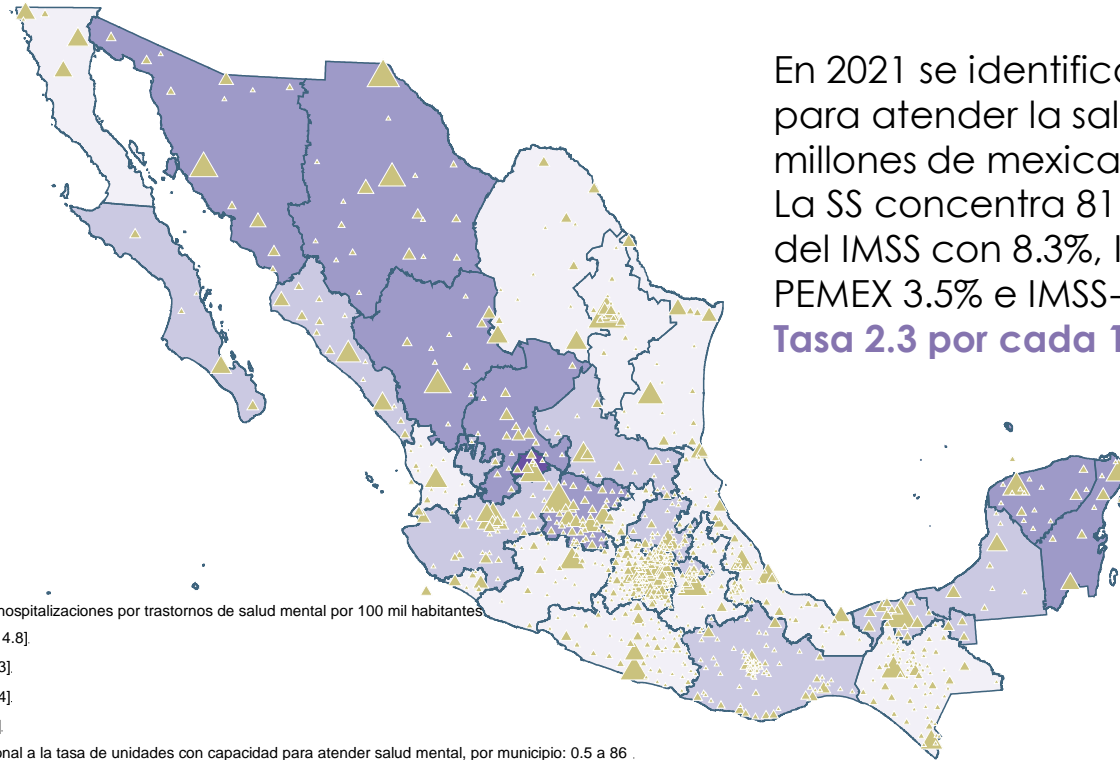 En 2021 se identifica
para atender la sal
millones de mexica
La SS concentra 81
del IMSS con 8.3%, I
PEMEX 3.5% e IMSS-
Tasa 2.3 por cada 1
hospitalizaciones por trastornos de salud mental por 100 mil habitantes.
4.8].
3].
4].
].
onal a la tasa de unidades con capacidad para atender salud mental, por municipio: 0.5 a 86 .